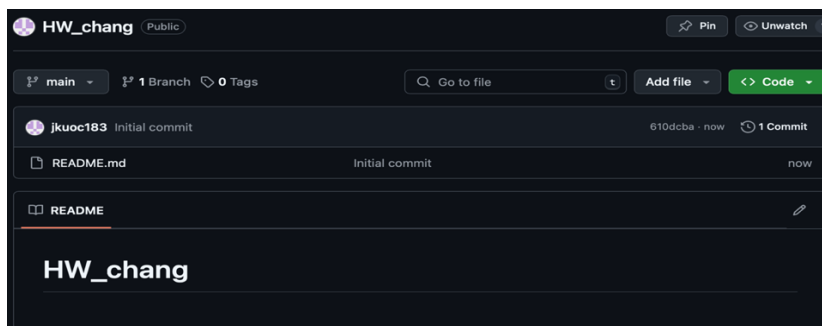 HW_chang Public Pin Unwatch
main 1 Branch 0 Tags Go to file t Add file <> Code
jkuoc183 Initial commit 610dcba · now 1 Commit
README.md Initial commit now
README
HW_chang